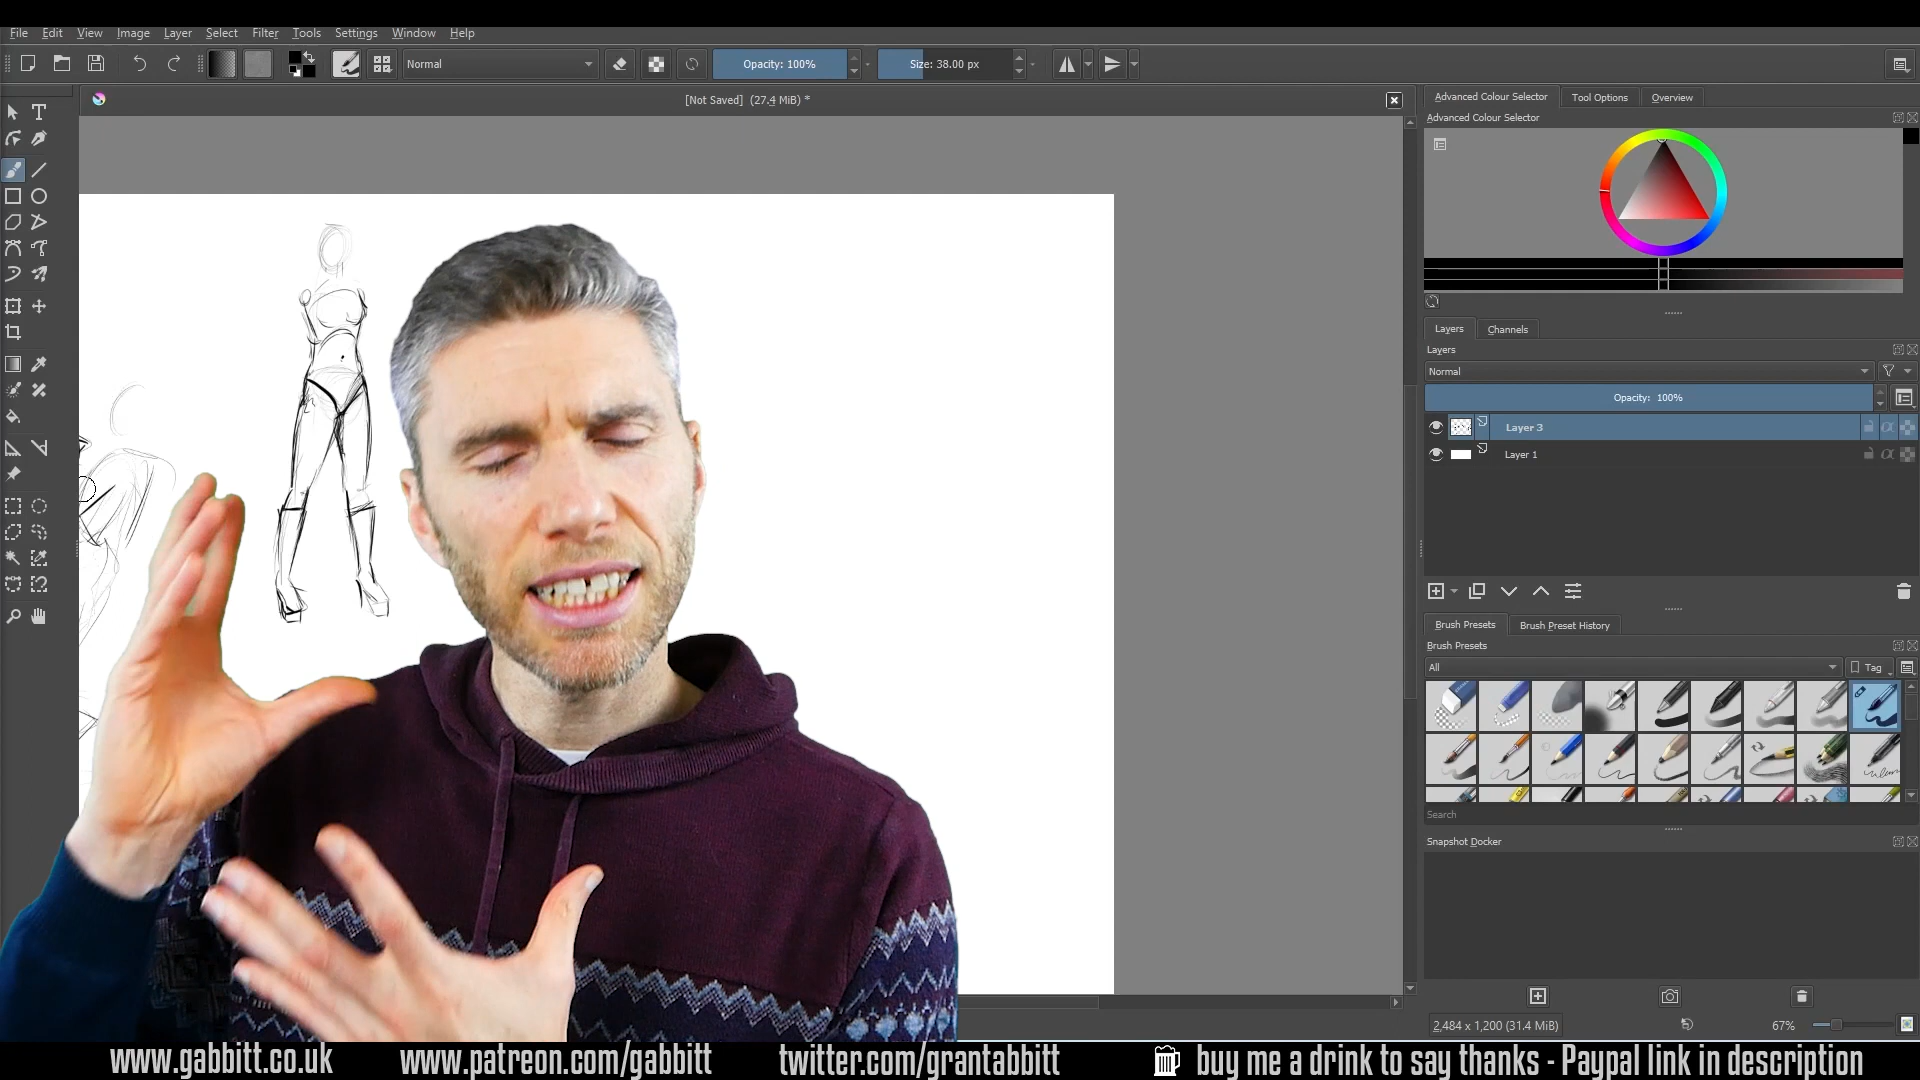 File Edit View Image Layer Select Filter Tools Settings Window Help
Normal Opacity: 100% Size: 38.00 px
[Not Saved] (27.4 MiB) *
Advanced Colour Selector Tool Options Overview
Advanced Colour Selector
Layers Channels
Layers
Normal
Opacity: 100%
Layer 3
Layer 1
Brush Presets Brush Preset History
Brush Presets
All Tag
Search
Snapshot Docker
2,484 x 1,200 (31.4 MiB) 67%
www.gabbitt.co.uk www.patreon.com/gabbitt twitter.com/grantabbitt buy me a drink to say thanks - Paypal link in description